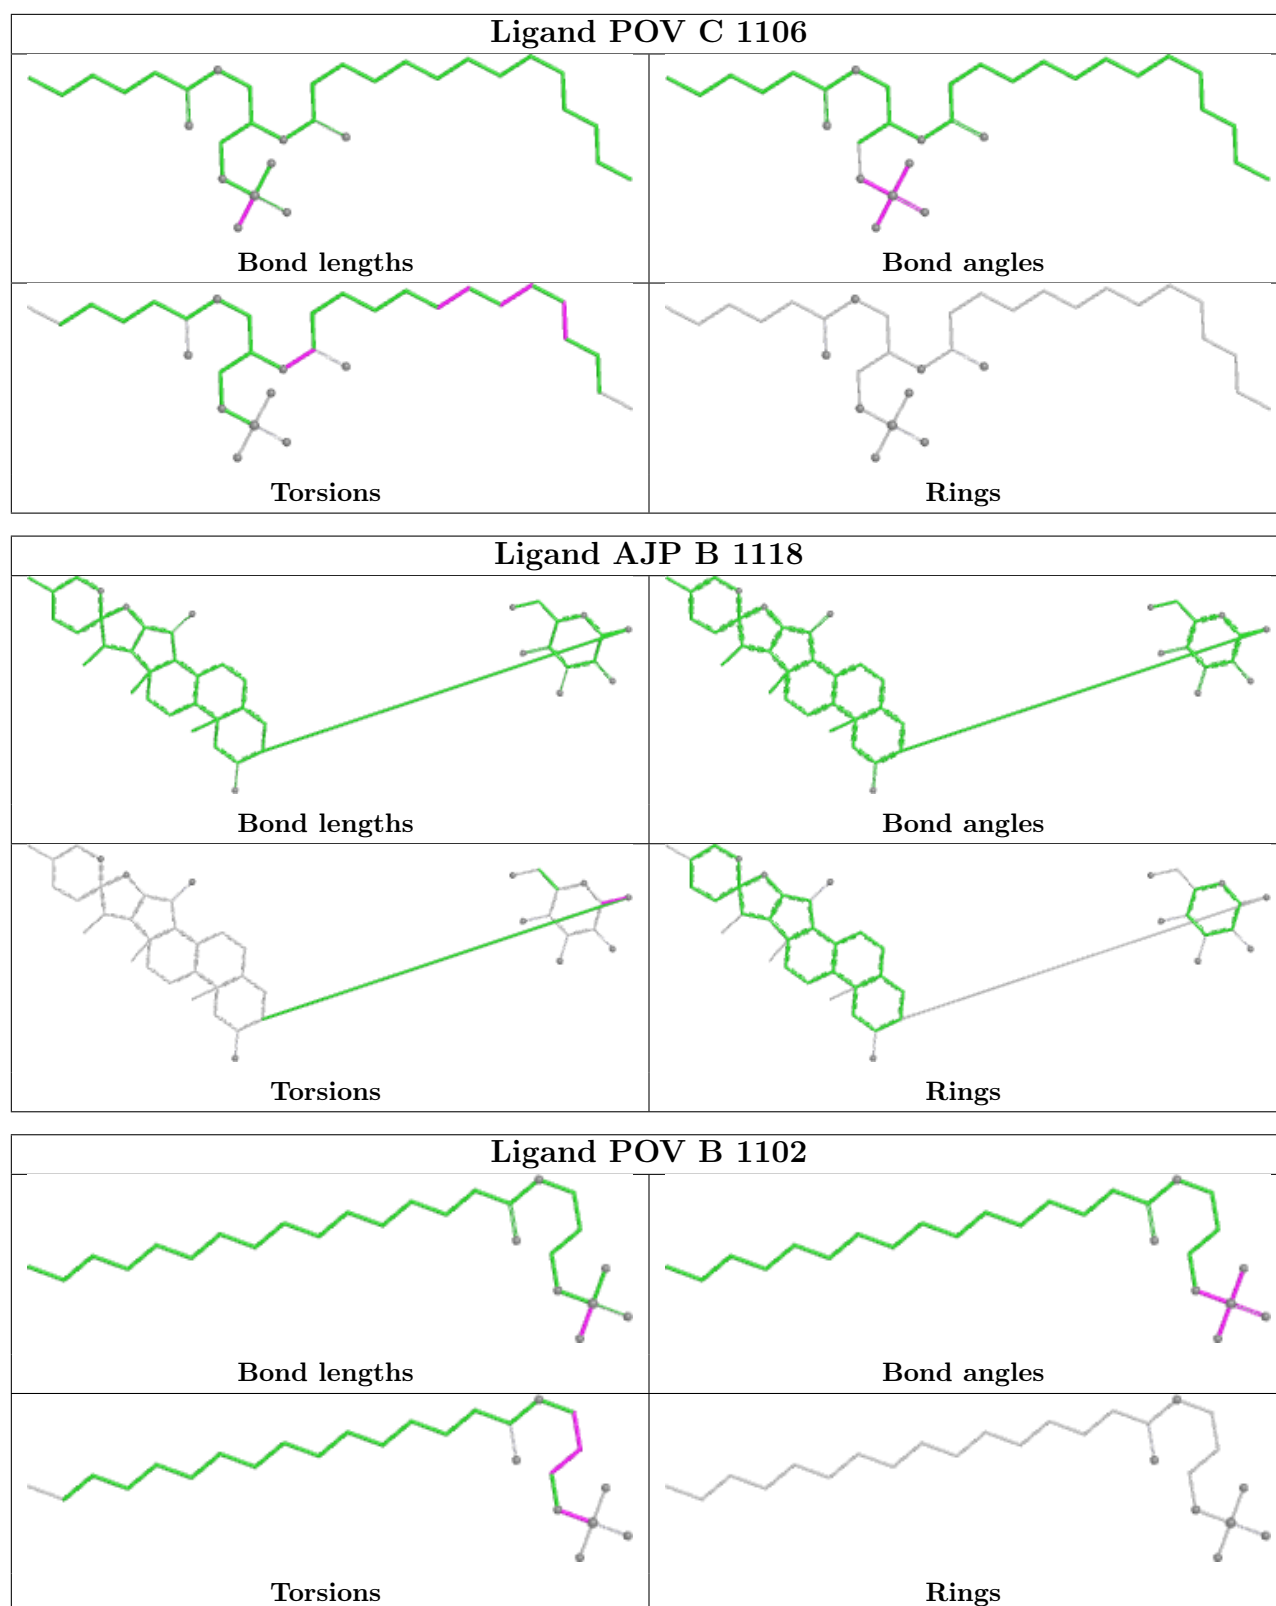 Ligand POV C 1106
Bond lengths
Bond angles
Torsions
Rings
Ligand AJP B 1118
Bond lengths
Bond angles
Torsions
Rings
Ligand POV B 1102
Bond lengths
Bond angles
Torsions
Rings